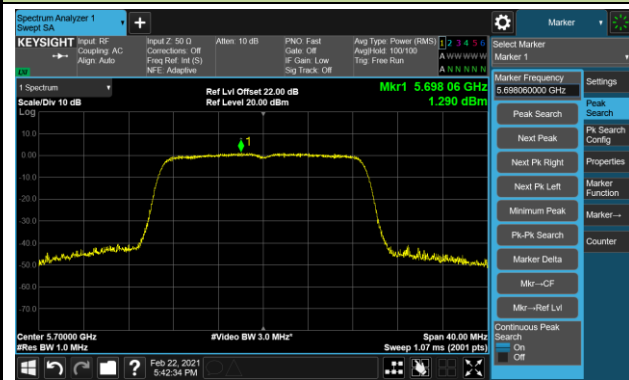 Spectrum Analyzer 1
Swept SA
Marker
KEYSIGHT
Input: RF
Coupling: AC
Align: Auto
Input Z: 50 Ω
Corrections: Off
Freq Ref: Int (S)
NFE: Adaptive
Atten: 10 dB
PNO: Fast
Gate: Off
IF Gain: Low
Sig Track: Off
Avg Type: Power (RMS)
Avg|Hold: 100/100
Trig: Free Run
1 2 3 4 5 6
A W W W W W
A N N N N N
Select Marker
Marker 1
1 Spectrum
Scale/Div 10 dB
Log
Ref Lvl Offset 22.00 dB
Ref Level 20.00 dBm
Mkr1 5.698 06 GHz
1.290 dBm
1
10.0
0.00
-10.0
-20.0
-30.0
-40.0
-50.0
-60.0
-70.0
Center 5.70000 GHz
#Res BW 1.0 MHz
#Video BW 3.0 MHz*
Span 40.00 MHz
Sweep 1.07 ms (2001 pts)
Marker Frequency
5.698060000 GHz
Peak Search
Next Peak
Next Pk Right
Next Pk Left
Minimum Peak
Pk-Pk Search
Marker Delta
Mkr→CF
Mkr→Ref Lvl
Continuous Peak
Search
On
Off
Settings
Peak
Search
Pk Search
Config
Properties
Marker
Function
Marker→
Counter
?
Feb 22, 2021
5:42:34 PM